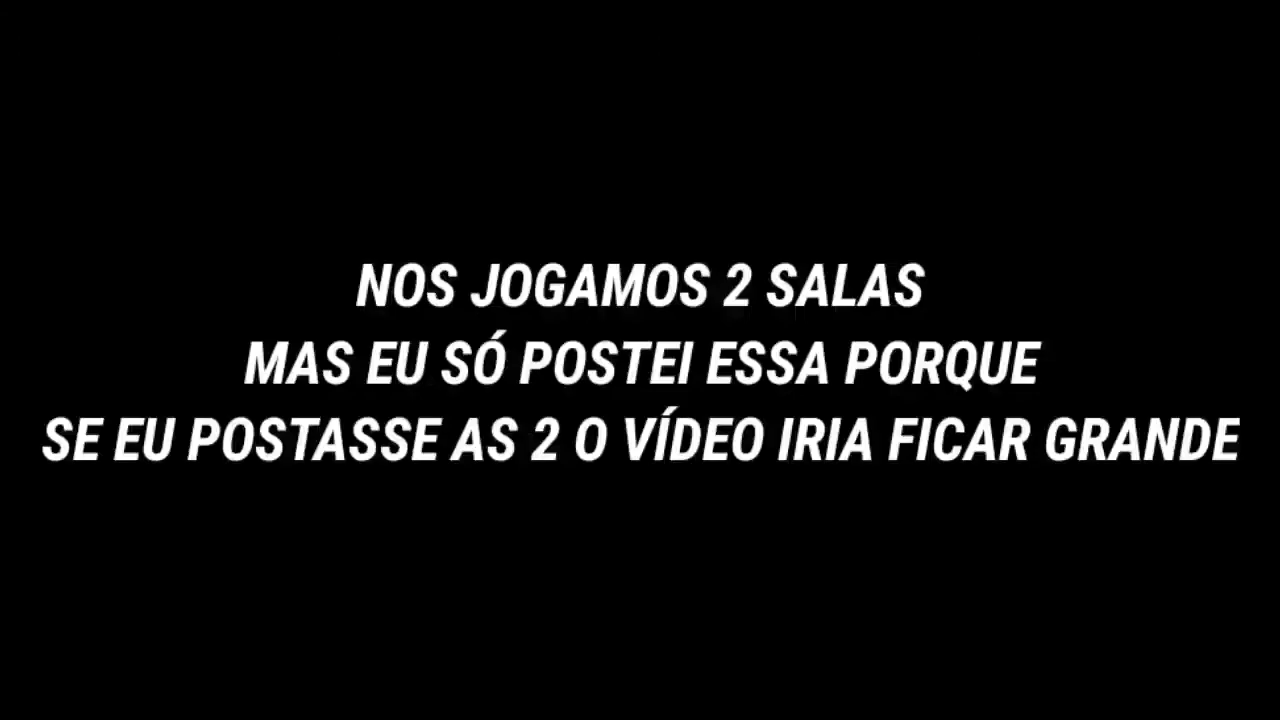 NOS JOGAMOS 2 SALAS
MAS EU SÓ POSTEI ESSA PORQUE
SE EU POSTASSE AS 2 O VÍDEO IRIA FICAR GRANDE